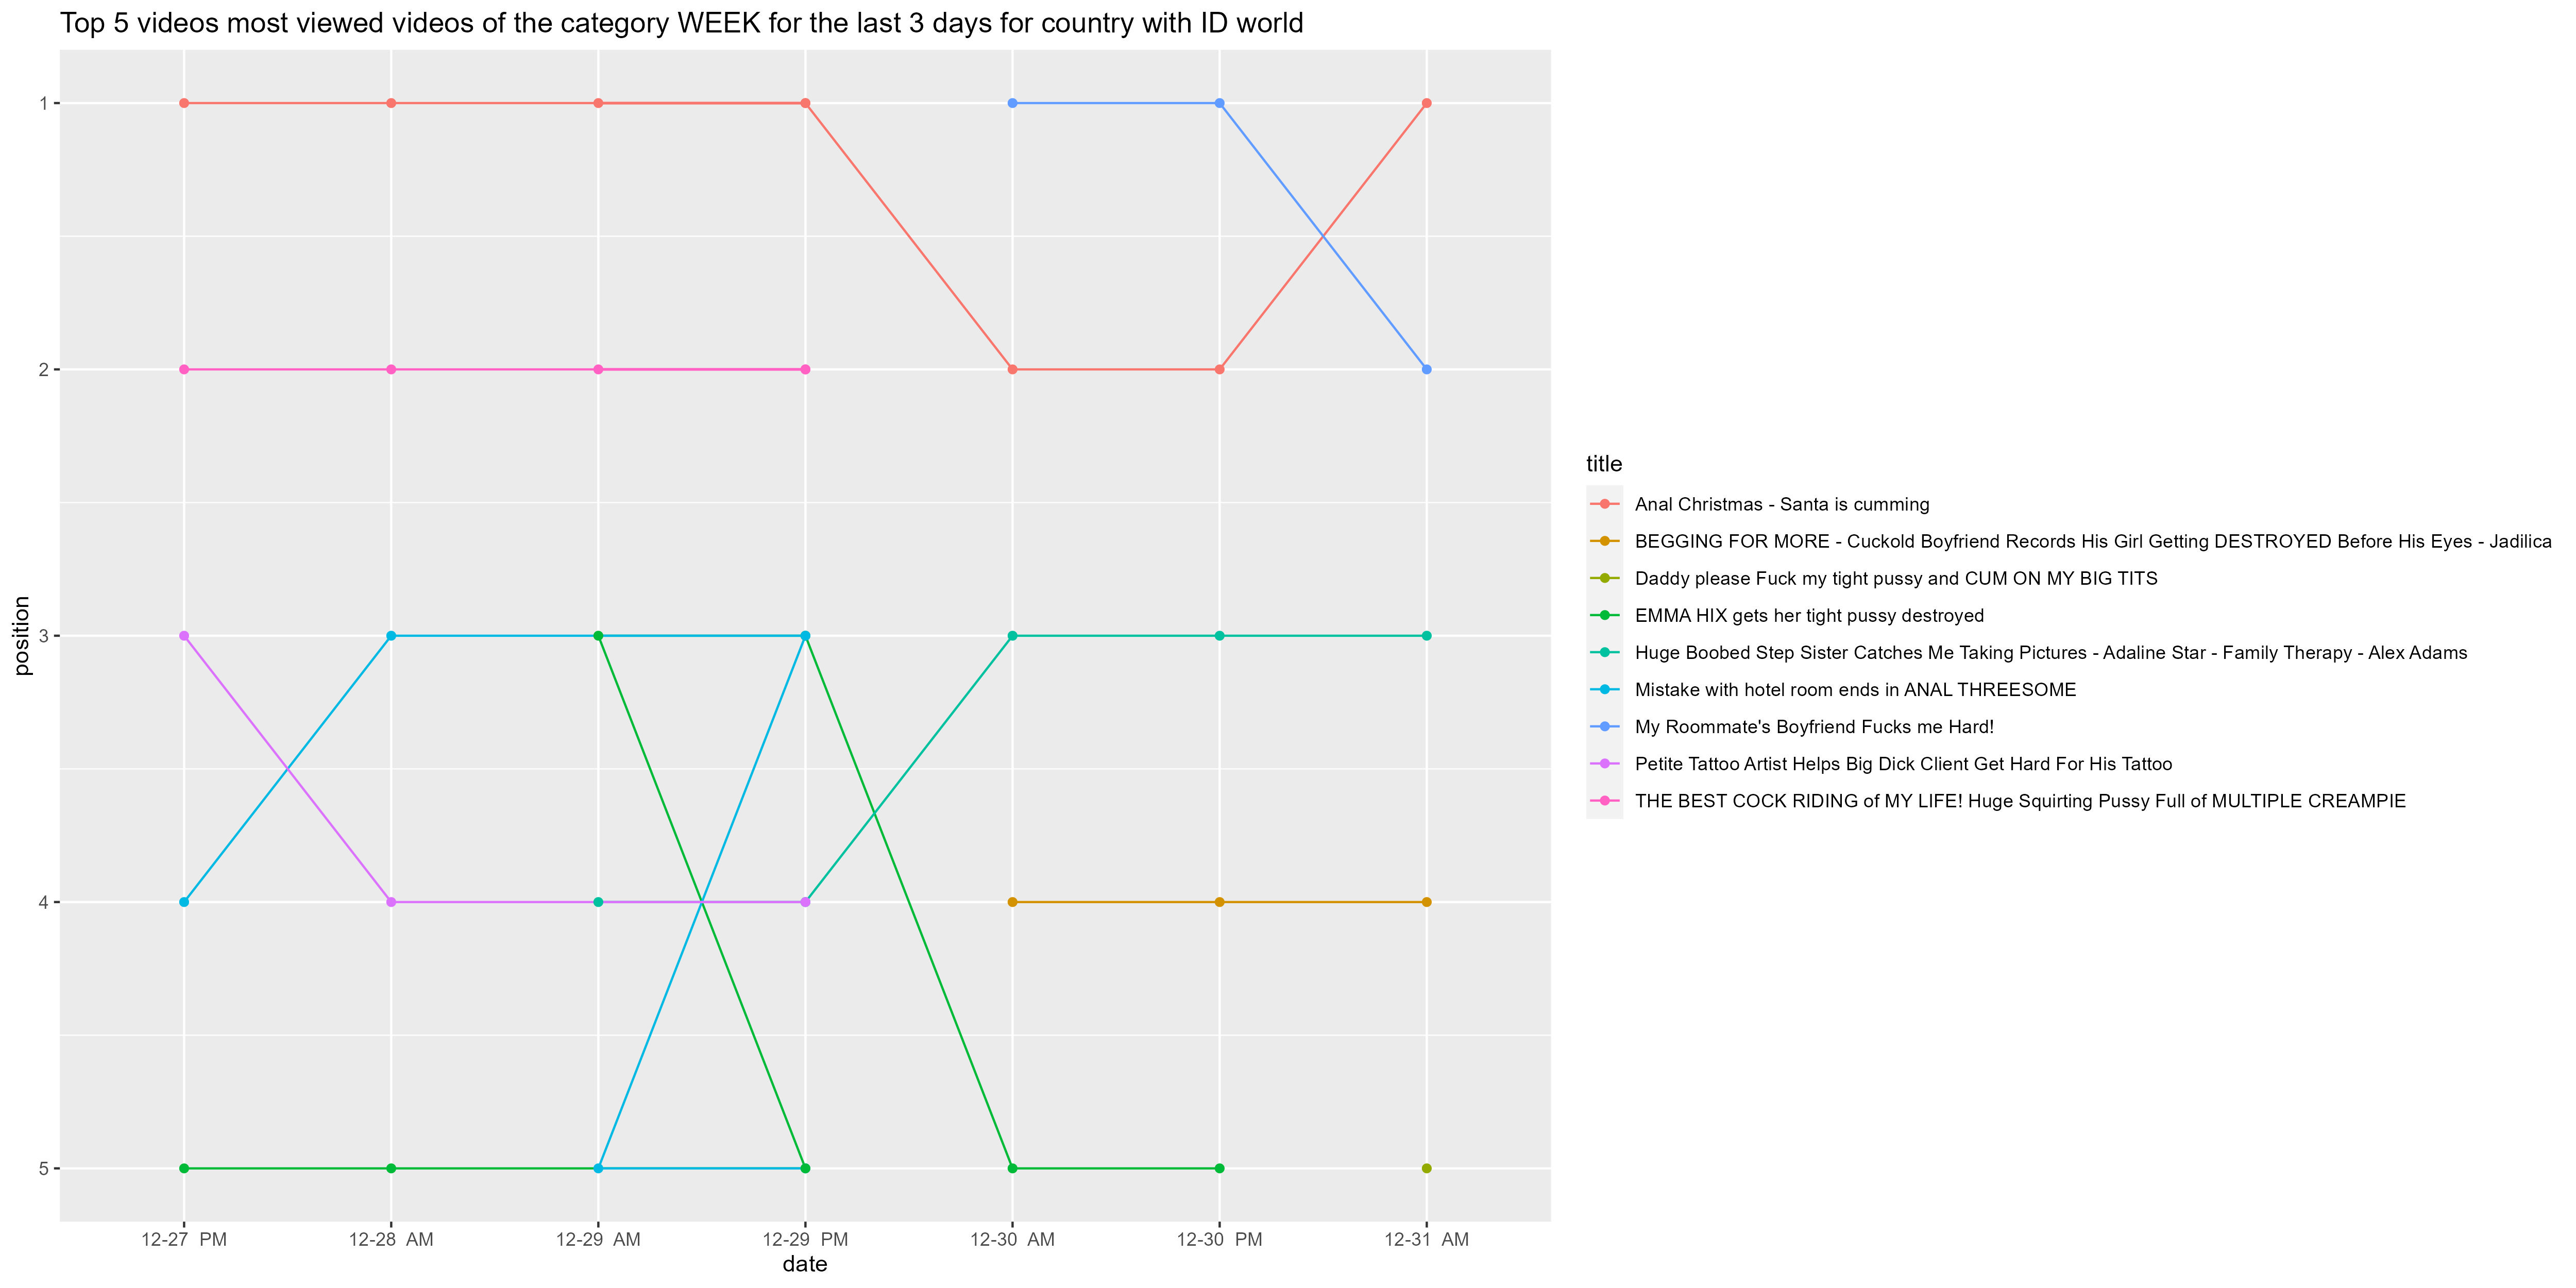 Top 5 videos most viewed videos of the category WEEK for the last 3 days for country with ID world
position
1
2
3
4
5
12-27 PM
12-28 AM
12-29 AM
12-29 PM
12-30 AM
12-30 PM
12-31 AM
date
title
Anal Christmas - Santa is cumming
BEGGING FOR MORE - Cuckold Boyfriend Records His Girl Getting DESTROYED Before His Eyes - Jadilica
Daddy please Fuck my tight pussy and CUM ON MY BIG TITS
EMMA HIX gets her tight pussy destroyed
Huge Boobed Step Sister Catches Me Taking Pictures - Adaline Star - Family Therapy - Alex Adams
Mistake with hotel room ends in ANAL THREESOME
My Roommate's Boyfriend Fucks me Hard!
Petite Tattoo Artist Helps Big Dick Client Get Hard For His Tattoo
THE BEST COCK RIDING of MY LIFE! Huge Squirting Pussy Full of MULTIPLE CREAMPIE